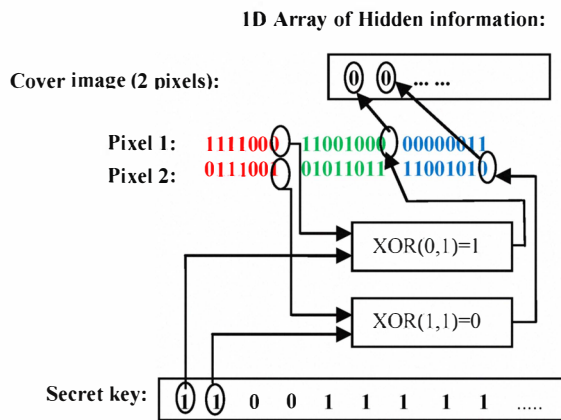 1D Array of Hidden information:
0 0 ... ...
Cover image (2 pixels):
Pixel 1: 1111000 11001000 00000011
Pixel 2: 0111001 01011011 11001010
XOR(0,1)=1
XOR(1,1)=0
Secret key: 1 1 0 0 1 1 1 1 1 .....